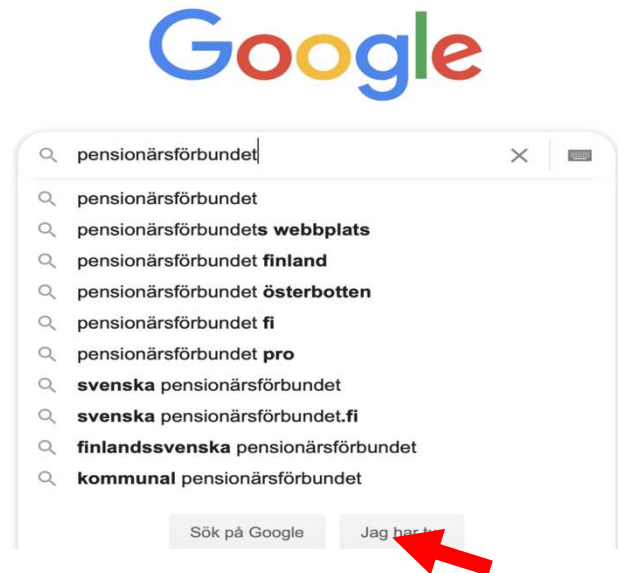 Google
pensionärsförbundet
pensionärsförbundet
pensionärsförbundets webbplats
pensionärsförbundet finland
pensionärsförbundet österbotten
pensionärsförbundet fi
pensionärsförbundet pro
svenska pensionärsförbundet
svenska pensionärsförbundet.fi
finlandssvenska pensionärsförbundet
kommunal pensionärsförbundet
Sök på Google
Jag har